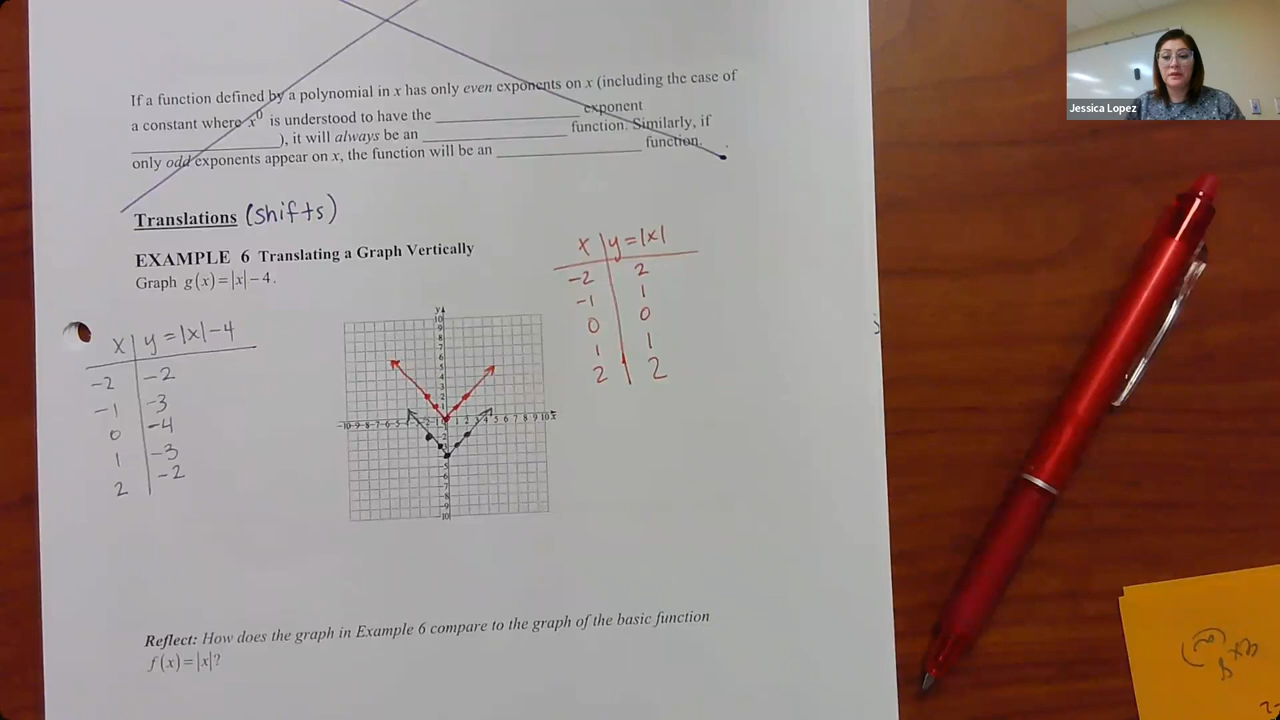 If a function defined by a polynomial in x has only even exponents on x (including the case of
a constant where x⁰ is understood to have the ____________________ exponent
____________________), it will always be an ____________________ function. Similarly, if
only odd exponents appear on x, the function will be an ____________________ function.
Translations (shifts)
EXAMPLE 6 Translating a Graph Vertically
Graph g(x)=|x|−4.
x | y=|x|
-2 2
-1 1
0 0
1 1
2 2
x | y=|x|-4
-2 -2
-1 -3
0 -4
1 -3
2 -2
Reflect: How does the graph in Example 6 compare to the graph of the basic function
f(x)=|x|?
Jessica Lopez